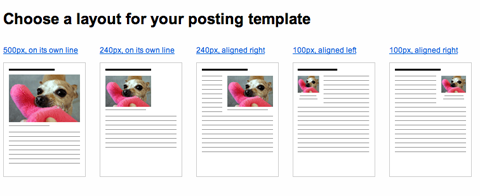 Choose a layout for your posting template
500px, on its own line
240px, on its own line
240px, aligned right
100px, aligned left
100px, aligned right